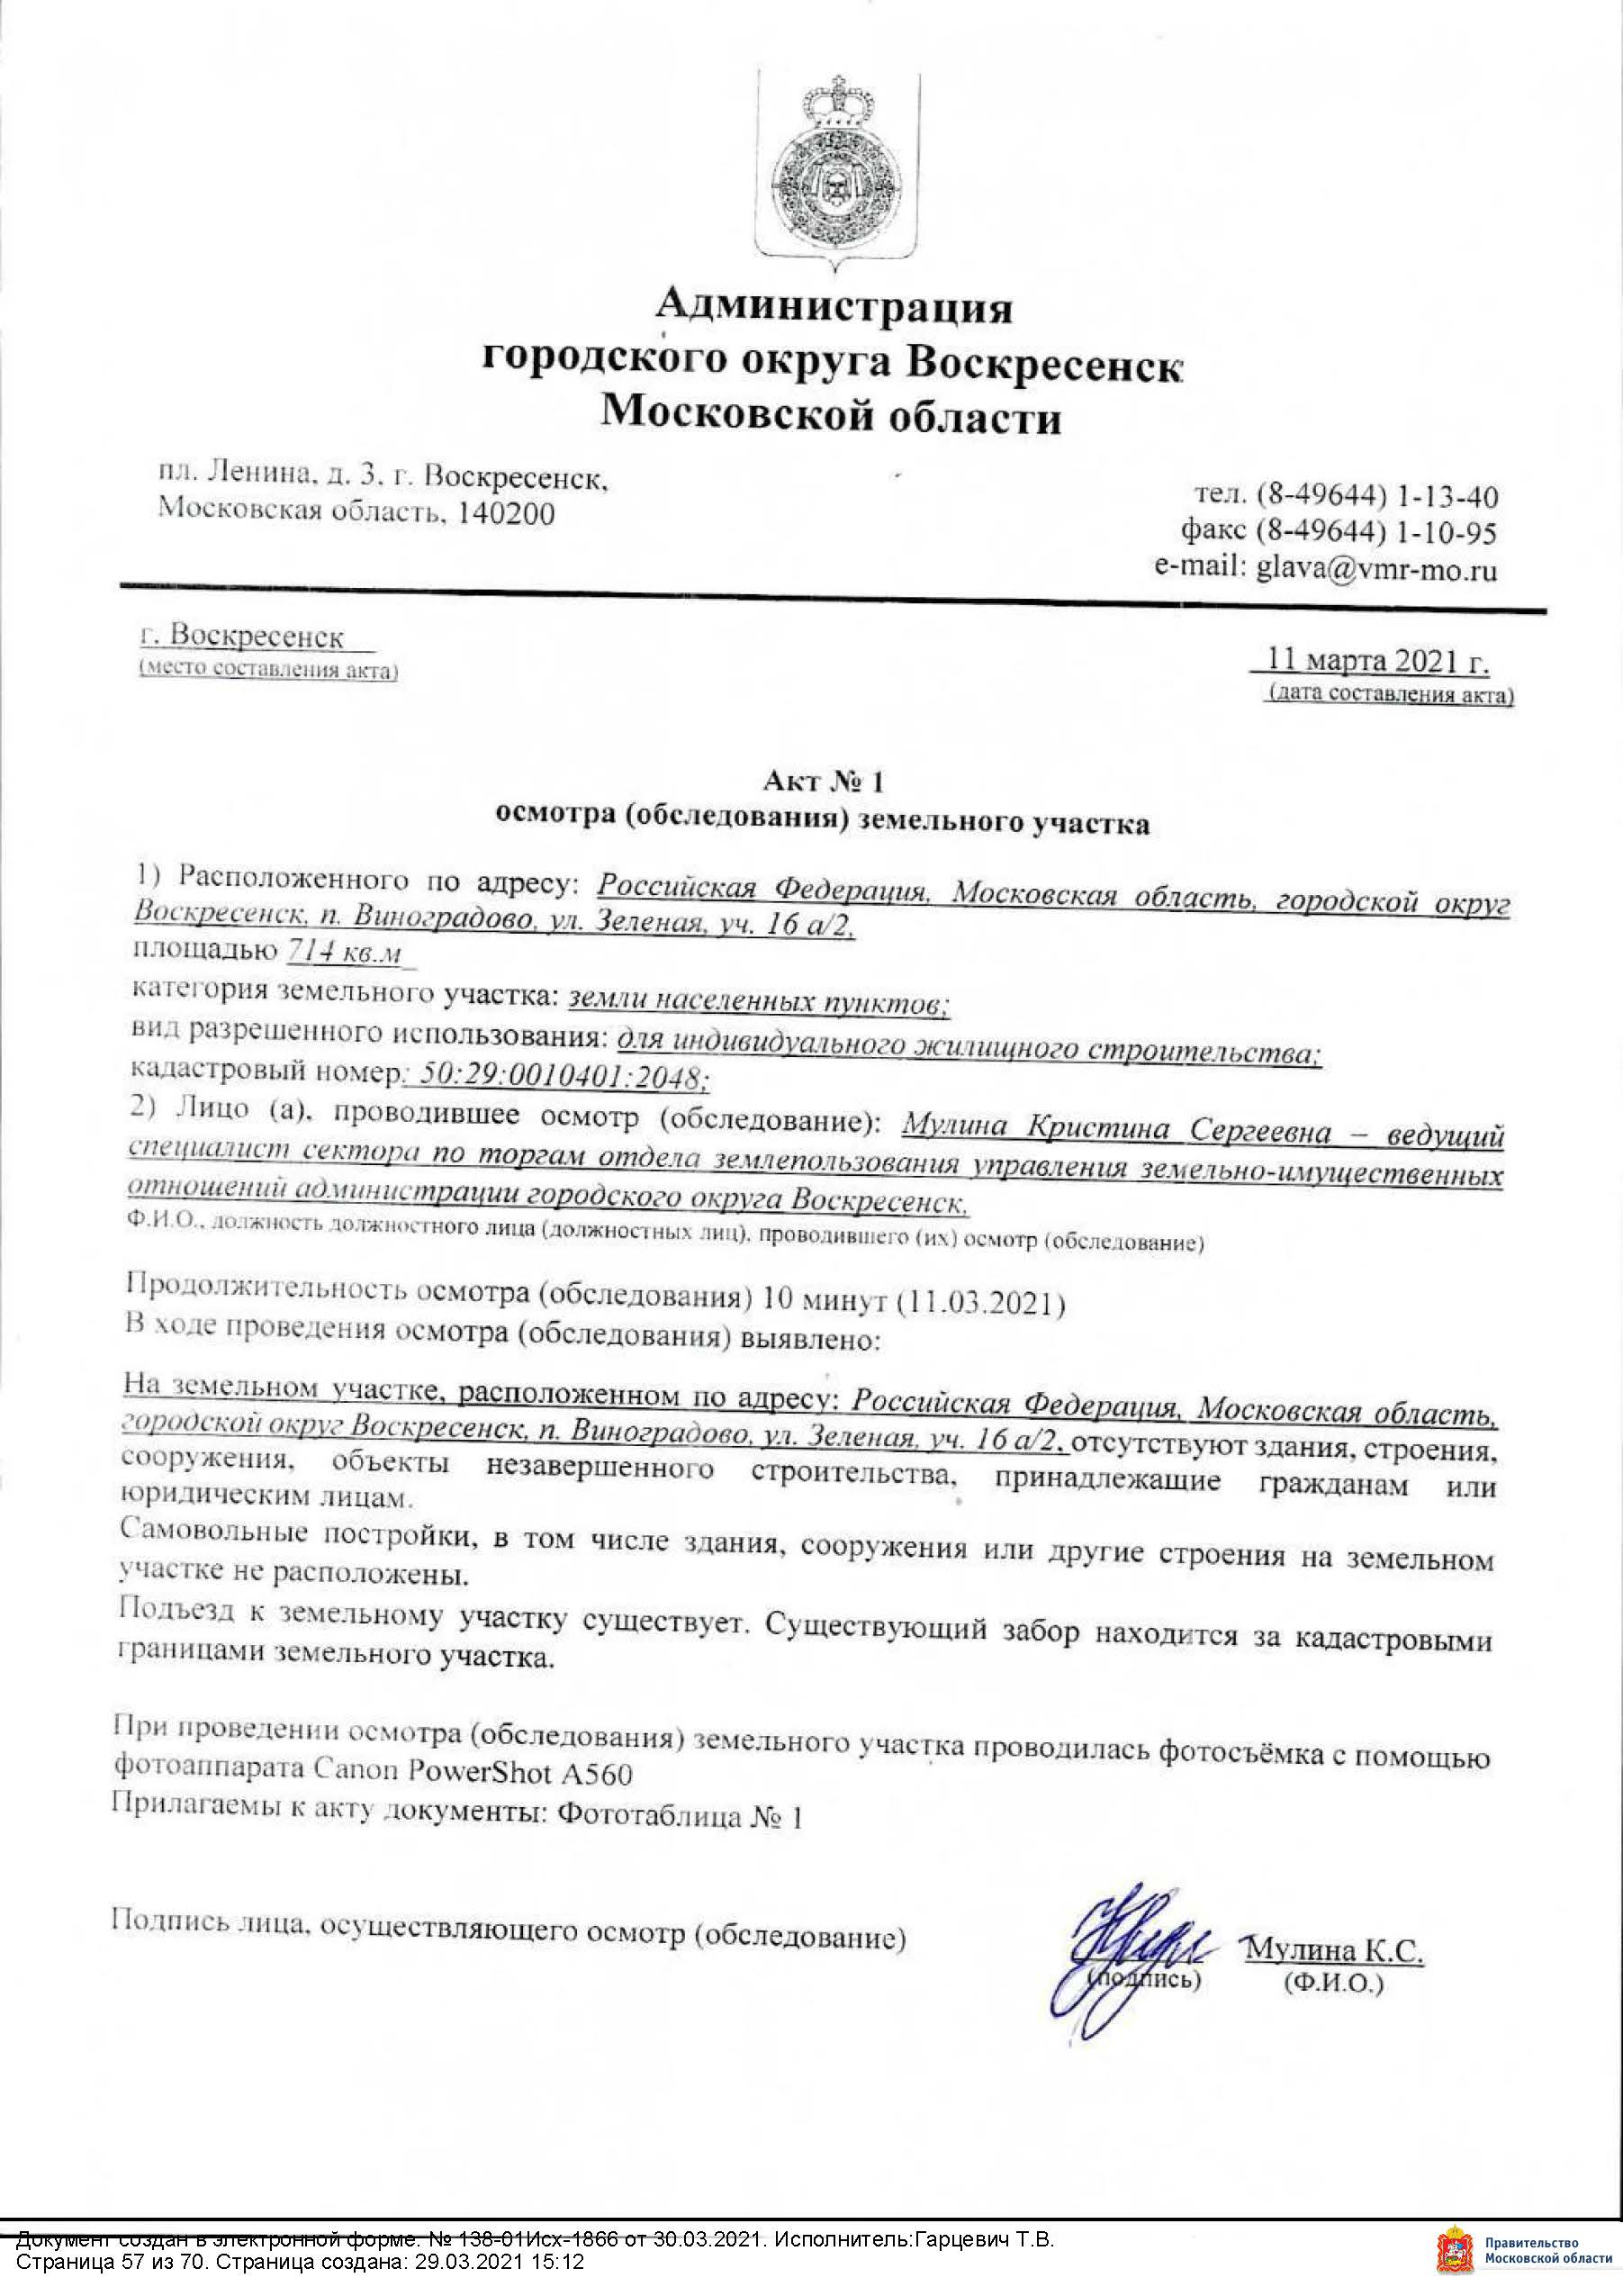 Администрация
городского округа Воскресенск
Московской области
пл. Ленина, д. 3, г. Воскресенск,
Московская область, 140200
тел. (8-49644) 1-13-40
факс (8-49644) 1-10-95
e-mail: glava@vmr-mo.ru
г. Воскресенск
(место составления акта)
11 марта 2021 г.
(дата составления акта)
Акт № 1
осмотра (обследования) земельного участка
1) Расположенного по адресу: Российская Федерация, Московская область, городской округ
Воскресенск, п. Виноградово, ул. Зеленая, уч. 16 а/2,
площадью 714 кв.м
категория земельного участка: земли населенных пунктов;
вид разрешенного использования: для индивидуального жилищного строительства;
кадастровый номер: 50:29:0010401:2048;
2) Лицо (а), проводившее осмотр (обследование): Мулина Кристина Сергеевна – ведущий
специалист сектора по торгам отдела землепользования управления земельно-имущественных
отношений администрации городского округа Воскресенск.
Ф.И.О., должность должностного лица (должностных лиц), проводившего (их) осмотр (обследование)
Продолжительность осмотра (обследования) 10 минут (11.03.2021)
В ходе проведения осмотра (обследования) выявлено:
На земельном участке, расположенном по адресу: Российская Федерация, Московская область,
городской округ Воскресенск, п. Виноградово, ул. Зеленая, уч. 16 а/2, отсутствуют здания, строения,
сооружения, объекты незавершенного строительства, принадлежащие гражданам или
юридическим лицам.
Самовольные постройки, в том числе здания, сооружения или другие строения на земельном
участке не расположены.
Подъезд к земельному участку существует. Существующий забор находится за кадастровыми
границами земельного участка.
При проведении осмотра (обследования) земельного участка проводилась фотосъёмка с помощью
фотоаппарата Canon PowerShot A560
Прилагаемы к акту документы: Фототаблица № 1
Подпись лица, осуществляющего осмотр (обследование)
Мулина К.С.
(подпись)
(Ф.И.О.)
Документ создан в электронной форме. № 138-01Исх-1866 от 30.03.2021. Исполнитель:Гарцевич Т.В.
Страница 57 из 70. Страница создана: 29.03.2021 15:12
Правительство
Московской области